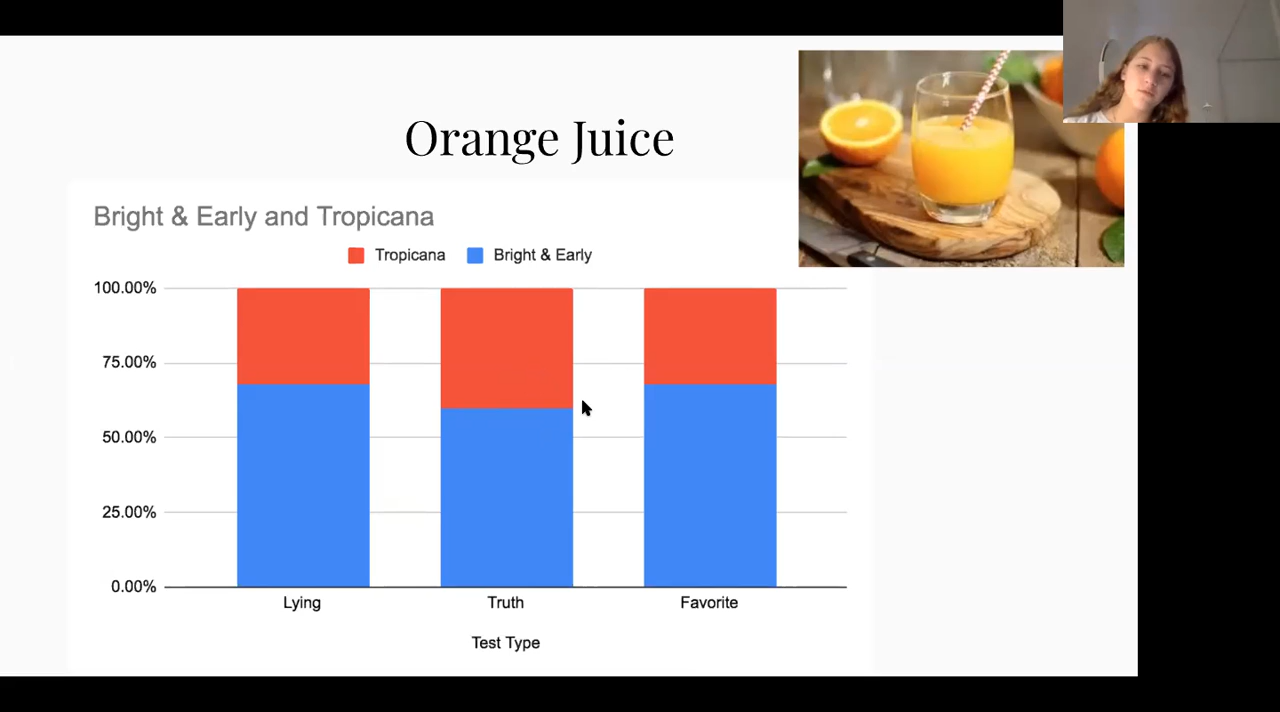 Orange Juice
Bright & Early and Tropicana
Tropicana Bright & Early
100.00%
75.00%
50.00%
25.00%
0.00%
Lying Truth Favorite
Test Type